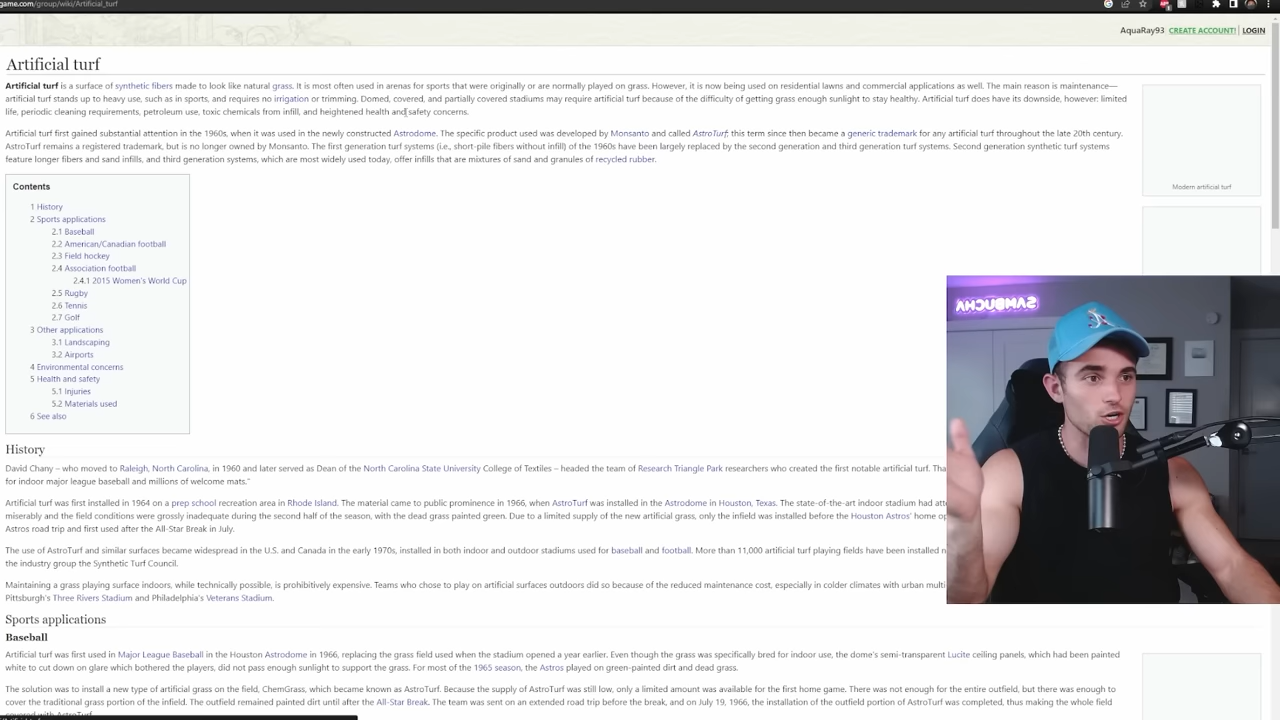 game.com/group/wiki/Artificial_turf
AquaRay93 CREATE ACCOUNT! LOGIN
Artificial turf
Artificial turf is a surface of synthetic fibers made to look like natural grass. It is most often used in arenas for sports that were originally or are normally played on grass. However, it is now being used on residential lawns and commercial applications as well. The main reason is maintenance—
artificial turf stands up to heavy use, such as in sports, and requires no irrigation or trimming. Domed, covered, and partially covered stadiums may require artificial turf because of the difficulty of getting grass enough sunlight to stay healthy. Artificial turf does have its downside, however: limited
life, periodic cleaning requirements, petroleum use, toxic chemicals from infill, and heightened health and safety concerns.
Artificial turf first gained substantial attention in the 1960s, when it was used in the newly constructed Astrodome. The specific product used was developed by Monsanto and called AstroTurf; this term since then became a generic trademark for any artificial turf throughout the late 20th century.
AstroTurf remains a registered trademark, but is no longer owned by Monsanto. The first generation turf systems (i.e., short-pile fibers without infill) of the 1960s have been largely replaced by the second generation and third generation turf systems. Second generation synthetic turf systems
feature longer fibers and sand infills, and third generation systems, which are most widely used today, offer infills that are mixtures of sand and granules of recycled rubber.
Modern artificial turf
Contents
1 History
2 Sports applications
2.1 Baseball
2.2 American/Canadian football
2.3 Field hockey
2.4 Association football
2.4.1 2015 Women's World Cup
2.5 Rugby
2.6 Tennis
2.7 Golf
3 Other applications
3.1 Landscaping
3.2 Airports
4 Environmental concerns
5 Health and safety
5.1 Injuries
5.2 Materials used
6 See also
SAMBUCHA
History
David Chany – who moved to Raleigh, North Carolina, in 1960 and later served as Dean of the North Carolina State University College of Textiles – headed the team of Research Triangle Park researchers who created the first notable artificial turf. Tha
for indoor major league baseball and millions of welcome mats."
Artificial turf was first installed in 1964 on a prep school recreation area in Rhode Island. The material came to public prominence in 1966, when AstroTurf was installed in the Astrodome in Houston, Texas. The state-of-the-art indoor stadium had att
miserably and the field conditions were grossly inadequate during the second half of the season, with the dead grass painted green. Due to a limited supply of the new artificial grass, only the infield was installed before the Houston Astros' home op
Astros road trip and first used after the All-Star Break in July.
The use of AstroTurf and similar surfaces became widespread in the U.S. and Canada in the early 1970s, installed in both indoor and outdoor stadiums used for baseball and football. More than 11,000 artificial turf playing fields have been installed n
the industry group the Synthetic Turf Council.
Maintaining a grass playing surface indoors, while technically possible, is prohibitively expensive. Teams who chose to play on artificial surfaces outdoors did so because of the reduced maintenance cost, especially in colder climates with urban multi
Pittsburgh's Three Rivers Stadium and Philadelphia's Veterans Stadium.
Sports applications
Baseball
Artificial turf was first used in Major League Baseball in the Houston Astrodome in 1966, replacing the grass field used when the stadium opened a year earlier. Even though the grass was specifically bred for indoor use, the dome's semi-transparent Lucite ceiling panels, which had been painted
white to cut down on glare which bothered the players, did not pass enough sunlight to support the grass. For most of the 1965 season, the Astros played on green-painted dirt and dead grass.
The solution was to install a new type of artificial grass on the field, ChemGrass, which became known as AstroTurf. Because the supply of AstroTurf was still low, only a limited amount was available for the first home game. There was not enough for the entire outfield, but there was enough to
cover the traditional grass portion of the infield. The outfield remained painted dirt until after the All-Star Break. The team was sent on an extended road trip before the break, and on July 19, 1966, the installation of the outfield portion of AstroTurf was completed, thus making the whole field
covered with AstroTurf.